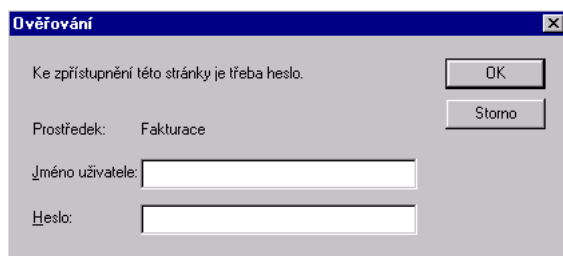 Ověřování
Ke zpřístupnění této stránky je třeba heslo.
OK
Storno
Prostředek: Fakturace
Jméno uživatele:
Heslo: